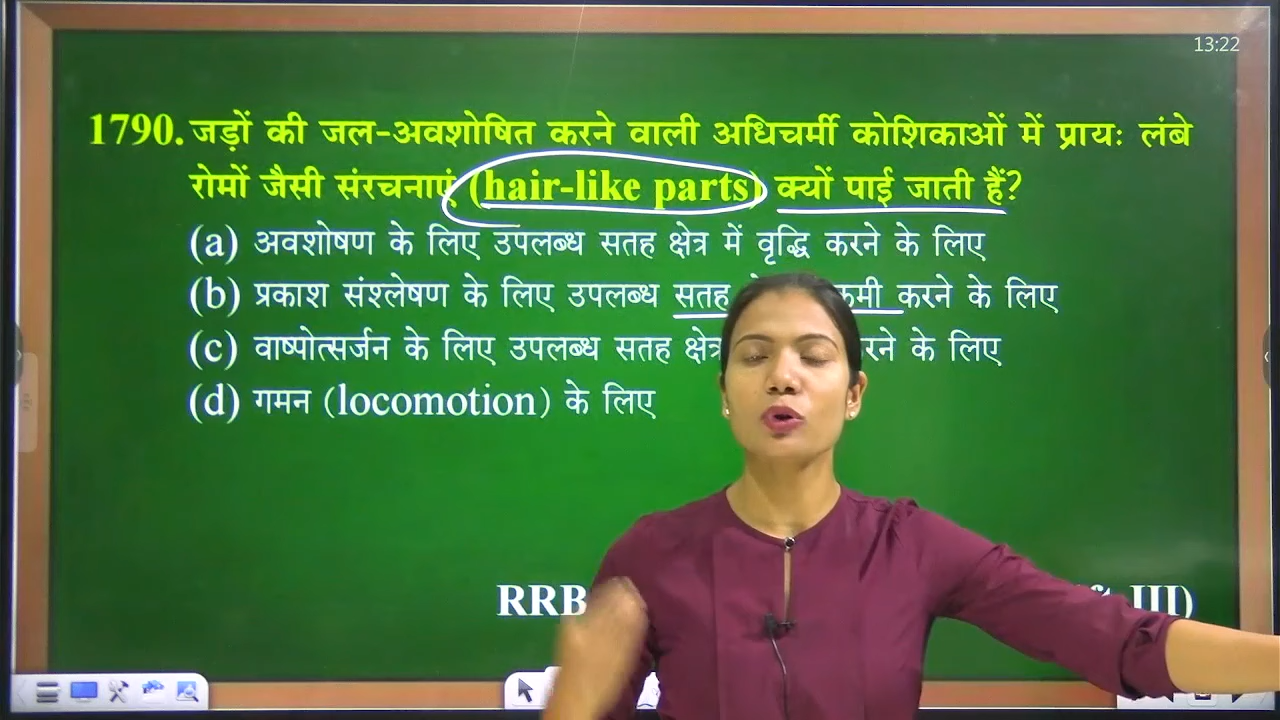 13:22
1790. जड़ों की जल-अवशोषित करने वाली अधिचर्मी कोशिकाओं में प्रायः लंबे
रोमों जैसी संरचनाएं (hair-like parts) क्यों पाई जाती हैं?
(a) अवशोषण के लिए उपलब्ध सतह क्षेत्र में वृद्धि करने के लिए
(b) प्रकाश संश्लेषण के लिए उपलब्ध सतह कमी करने के लिए
(c) वाष्पोत्सर्जन के लिए उपलब्ध सतह क्षेत्र के लिए
(d) गमन (locomotion) के लिए
RRB III)